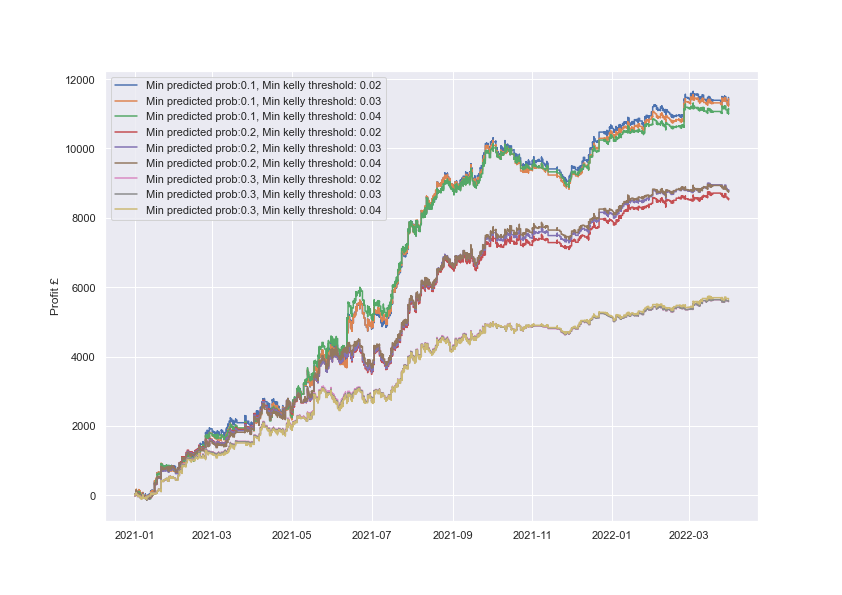 12000
10000
8000
6000
4000
2000
0
Profit £
Min predicted prob:0.1, Min kelly threshold: 0.02
Min predicted prob:0.1, Min kelly threshold: 0.03
Min predicted prob:0.1, Min kelly threshold: 0.04
Min predicted prob:0.2, Min kelly threshold: 0.02
Min predicted prob:0.2, Min kelly threshold: 0.03
Min predicted prob:0.2, Min kelly threshold: 0.04
Min predicted prob:0.3, Min kelly threshold: 0.02
Min predicted prob:0.3, Min kelly threshold: 0.03
Min predicted prob:0.3, Min kelly threshold: 0.04
2021-01 2021-03 2021-05 2021-07 2021-09 2021-11 2022-01 2022-03